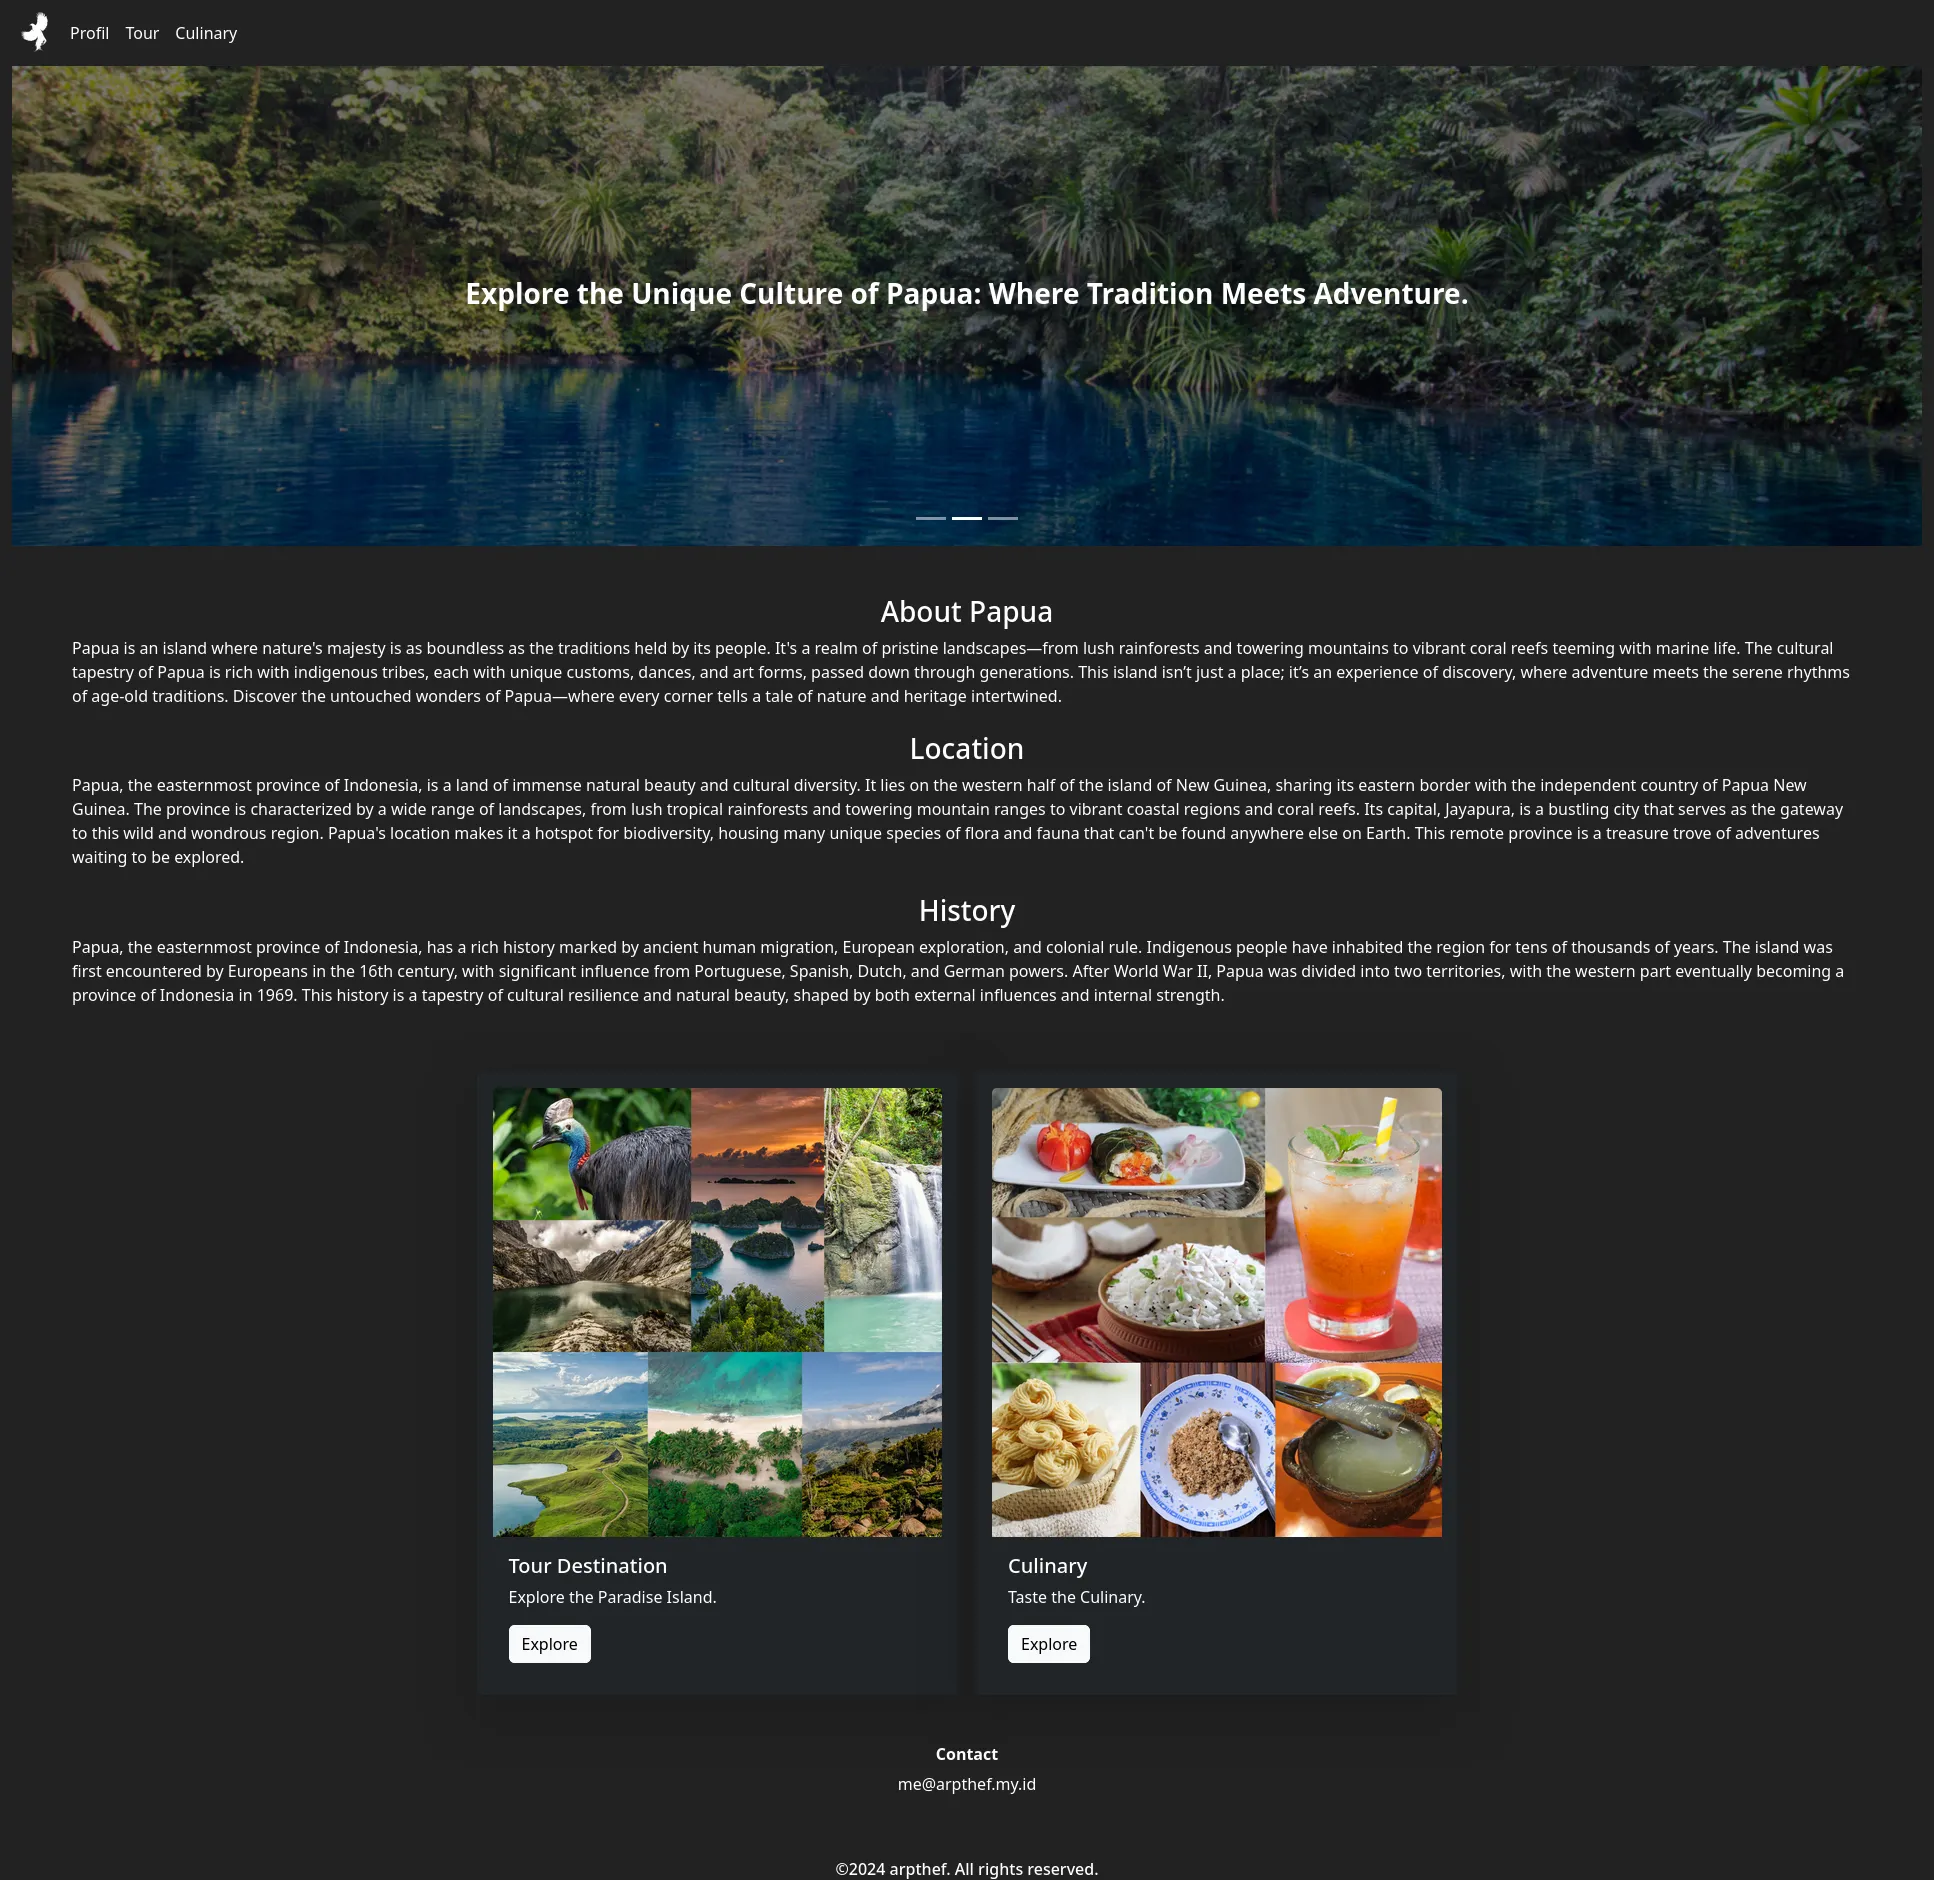 Profil Tour Culinary
Explore the Unique Culture of Papua: Where Tradition Meets Adventure.
About Papua
Papua is an island where nature's majesty is as boundless as the traditions held by its people. It's a realm of pristine landscapes—from lush rainforests and towering mountains to vibrant coral reefs teeming with marine life. The cultural
tapestry of Papua is rich with indigenous tribes, each with unique customs, dances, and art forms, passed down through generations. This island isn’t just a place; it’s an experience of discovery, where adventure meets the serene rhythms
of age-old traditions. Discover the untouched wonders of Papua—where every corner tells a tale of nature and heritage intertwined.
Location
Papua, the easternmost province of Indonesia, is a land of immense natural beauty and cultural diversity. It lies on the western half of the island of New Guinea, sharing its eastern border with the independent country of Papua New
Guinea. The province is characterized by a wide range of landscapes, from lush tropical rainforests and towering mountain ranges to vibrant coastal regions and coral reefs. Its capital, Jayapura, is a bustling city that serves as the gateway
to this wild and wondrous region. Papua's location makes it a hotspot for biodiversity, housing many unique species of flora and fauna that can't be found anywhere else on Earth. This remote province is a treasure trove of adventures
waiting to be explored.
History
Papua, the easternmost province of Indonesia, has a rich history marked by ancient human migration, European exploration, and colonial rule. Indigenous people have inhabited the region for tens of thousands of years. The island was
first encountered by Europeans in the 16th century, with significant influence from Portuguese, Spanish, Dutch, and German powers. After World War II, Papua was divided into two territories, with the western part eventually becoming a
province of Indonesia in 1969. This history is a tapestry of cultural resilience and natural beauty, shaped by both external influences and internal strength.
Tour Destination
Explore the Paradise Island.
Explore
Culinary
Taste the Culinary.
Explore
Contact
me@arpthef.my.id
©2024 arpthef. All rights reserved.